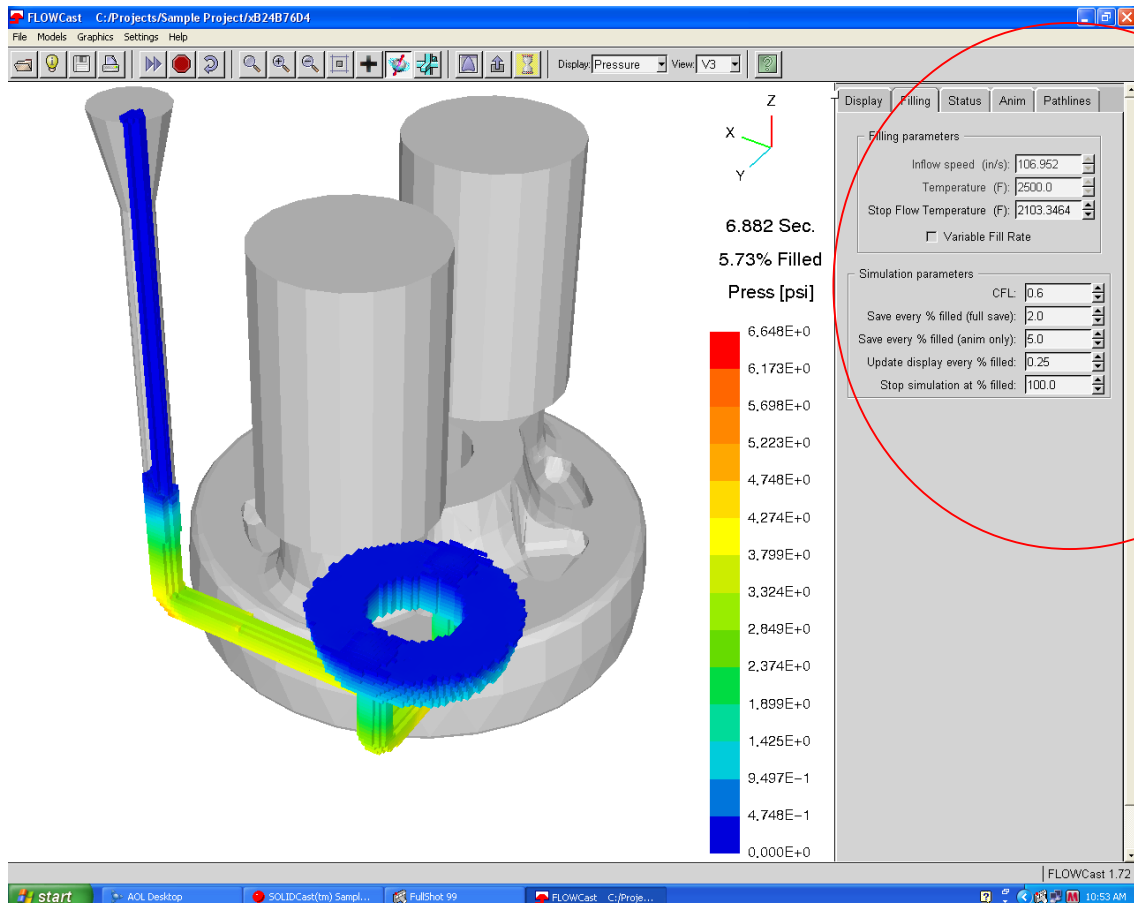 FLOWCast C:/Projects/Sample Project/xB24B76D4
File Models Graphics Settings Help
Display: Pressure View: V3
Display Filling Status Anim Pathlines
Filling parameters
Inflow speed (in/s): 106.952
Temperature (F): 2500.0
Stop Flow Temperature (F): 2103.3464
Variable Fill Rate
Simulation parameters
CFL: 0.6
Save every % filled (full save): 2.0
Save every % filled (anim only): 5.0
Update display every % filled: 0.25
Stop simulation at % filled: 100.0
Z
X
Y
6.882 Sec.
5.73% Filled
Press [psi]
6.648E+0
6.173E+0
5.698E+0
5.223E+0
4.748E+0
4.274E+0
3.799E+0
3.324E+0
2.849E+0
2.374E+0
1.899E+0
1.425E+0
9.497E-1
4.748E-1
0.000E+0
FLOWCast 1.72
start AOL Desktop SOLIDCast(tm) Sampl... FullShot 99 FLOWCast C:/Proje... 10:53 AM